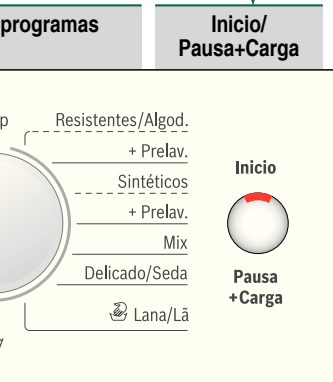 programas
Inicio/
Pausa+Carga
p
Resistentes/Algod.
+ Prelav.
Sintéticos
+ Prelav.
Mix
Delicado/Seda
Lana/Lã
Inicio
Pausa
+Carga